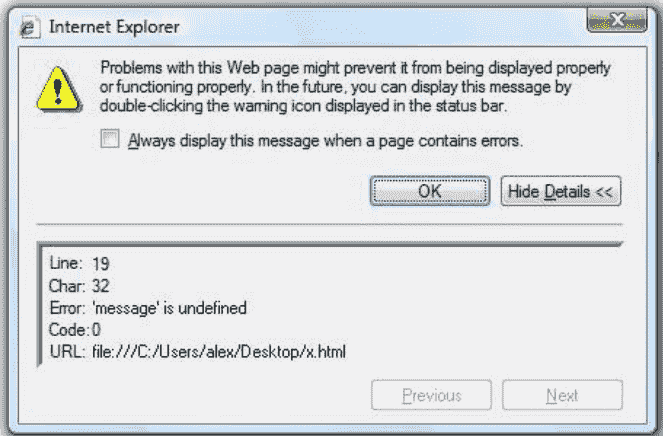 Internet Explorer
Problems with this Web page might prevent it from being displayed properly
or functioning properly. In the future, you can display this message by
double-clicking the warning icon displayed in the status bar.
Always display this message when a page contains errors.
OK
Hide Details <<
Line: 19
Char: 32
Error: 'message' is undefined
Code:0
URL: file:///C:/Users/alex/Desktop/x.html
Previous
Next